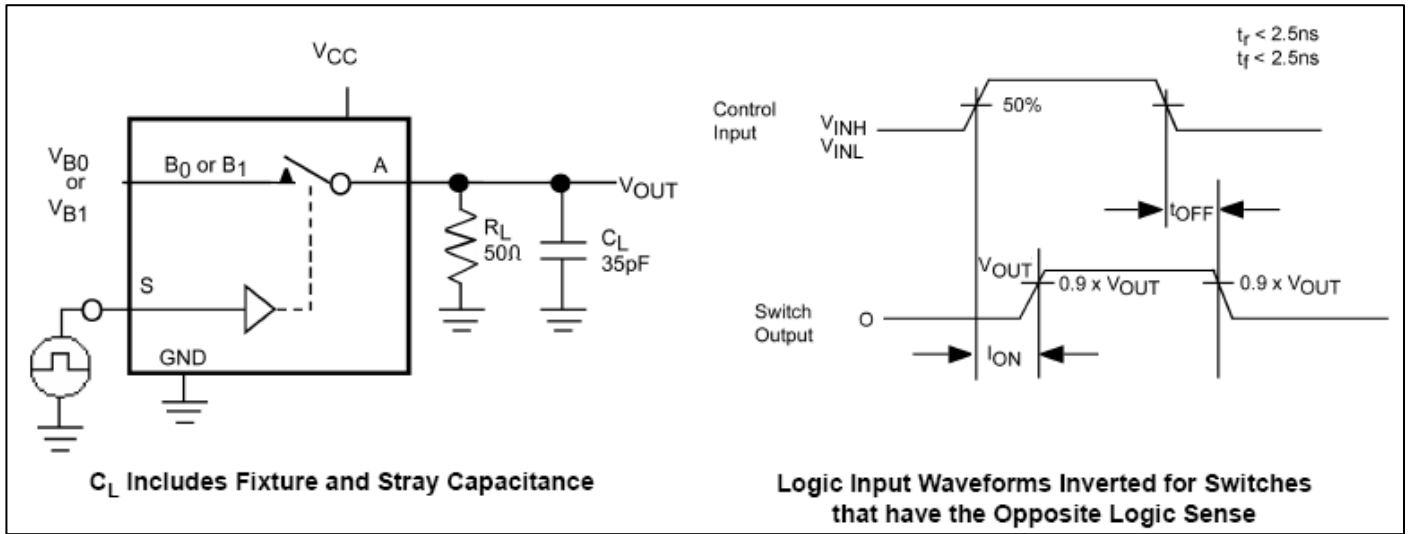 VCC
VB0
or
VB1
B0 or B1
A
VOUT
RL
50Ω
CL
35pF
S
GND
CL Includes Fixture and Stray Capacitance
tr < 2.5ns
tf < 2.5ns
Control
Input
VINH
VINL
50%
tOFF
VOUT
0.9 x VOUT
0.9 x VOUT
Switch
Output
O
ION
Logic Input Waveforms Inverted for Switches
that have the Opposite Logic Sense